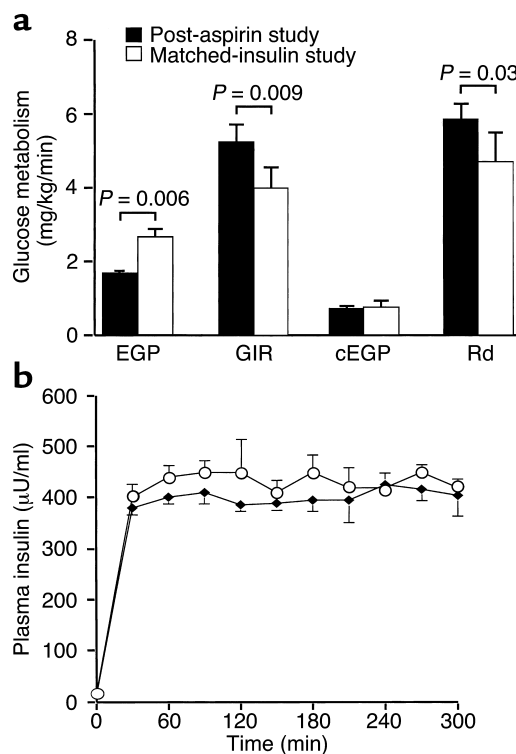 a
Post-aspirin study
Matched-insulin study
8
6
4
2
0
Glucose metabolism
(mg/kg/min)
P = 0.006
P = 0.009
P = 0.03
EGP
GIR
cEGP
Rd
b
600
500
400
300
200
100
0
Plasma insulin (μU/ml)
0
60
120
180
240
300
Time (min)